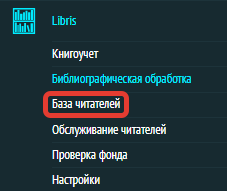 Libris
Книгоучет
Библиографическая обработка
База читателей
Обслуживание читателей
Проверка фонда
Настройки